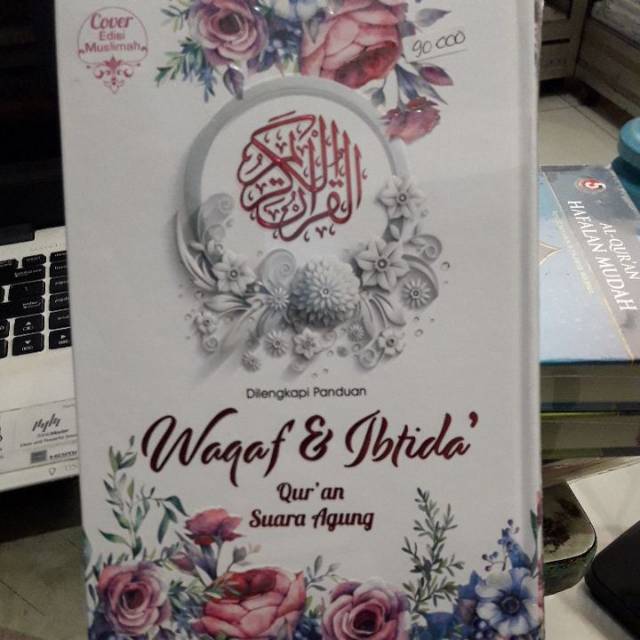 Cover
Edisi
Muslimah
90 000
القرآن الكريم
Dilengkapi Panduan
Waqaf & Ibtida'
Qur'an
Suara Agung
AL-QUR'AN
HAFALAN MUDAH